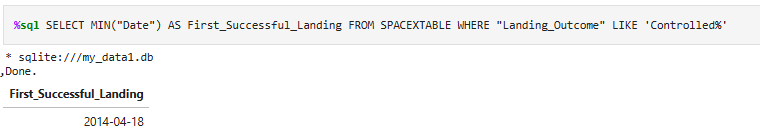 %sql SELECT MIN("Date") AS First_Successful_Landing FROM SPACEXTABLE WHERE "Landing_Outcome" LIKE 'Controlled%'
* sqlite:///my_data1.db
,Done.
First_Successful_Landing
2014-04-18